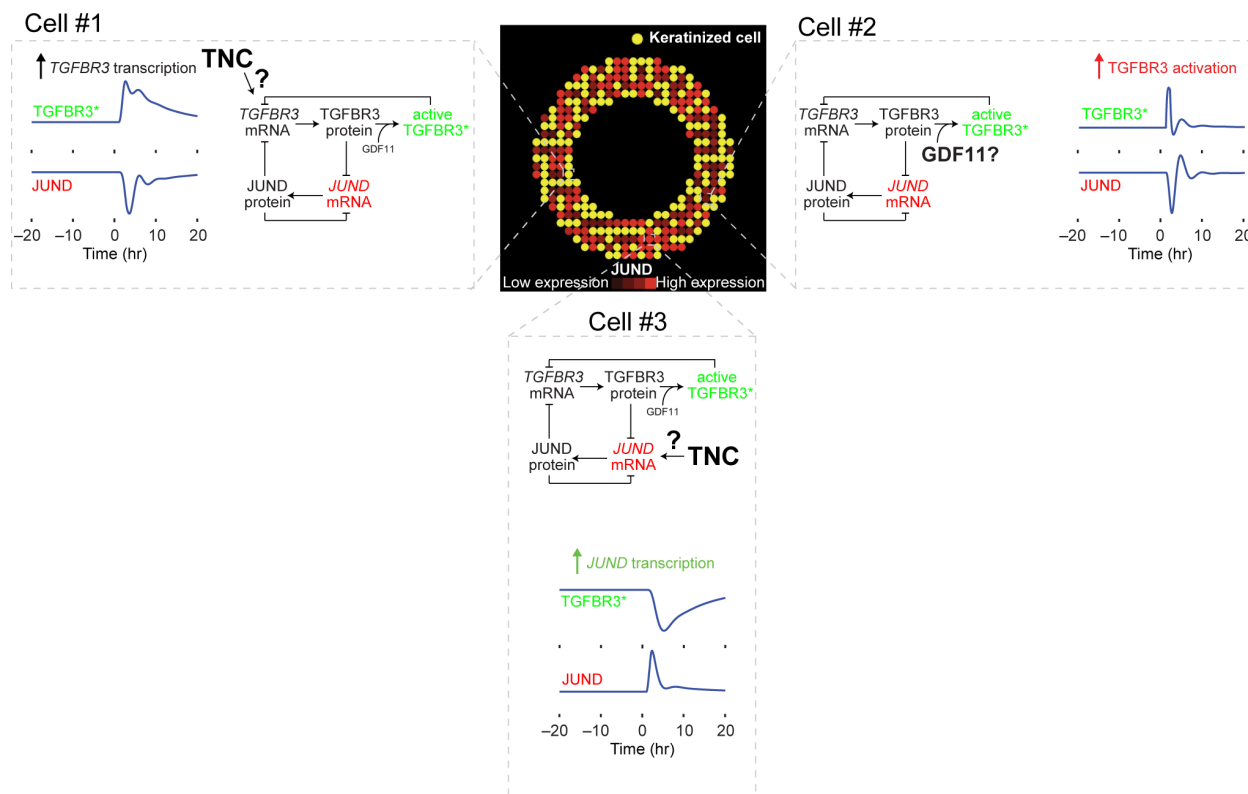 Cell #1
↑ TGFBR3 transcription
TGFBR3*
JUND
–20 –10 0 10 20
Time (hr)
TNC
?
TGFBR3 mRNA
TGFBR3 protein
active TGFBR3*
GDF11
JUND protein
JUND mRNA
Keratinized cell
JUND
Low expression High expression
Cell #2
TGFBR3 mRNA
TGFBR3 protein
active TGFBR3*
GDF11?
JUND protein
JUND mRNA
↑ TGFBR3 activation
TGFBR3*
JUND
–20 –10 0 10 20
Time (hr)
Cell #3
TGFBR3 mRNA
TGFBR3 protein
active TGFBR3*
GDF11
JUND protein
JUND mRNA
?
TNC
↑ JUND transcription
TGFBR3*
JUND
–20 –10 0 10 20
Time (hr)